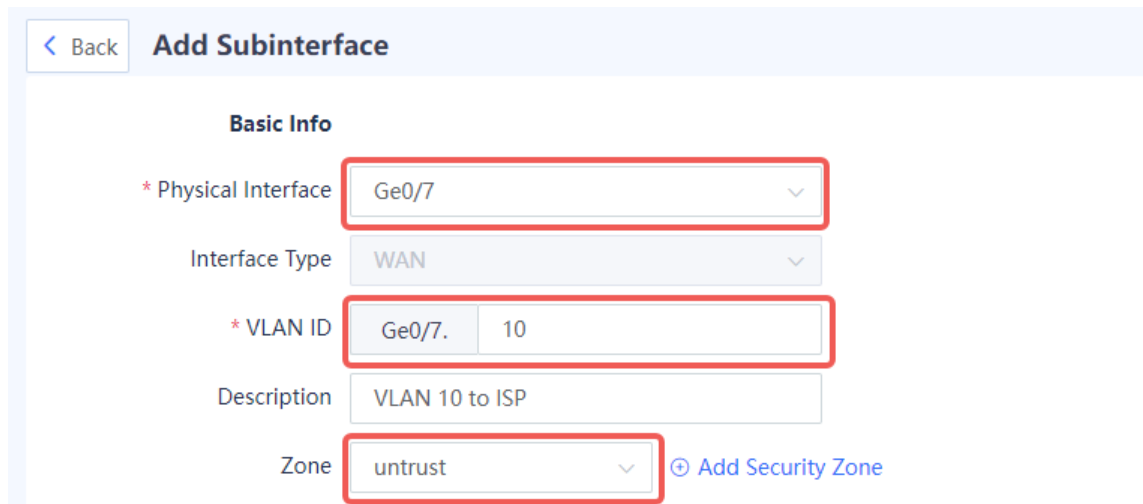 Back Add Subinterface
Basic Info
* Physical Interface Ge0/7
Interface Type WAN
* VLAN ID Ge0/7. 10
Description VLAN 10 to ISP
Zone untrust Add Security Zone